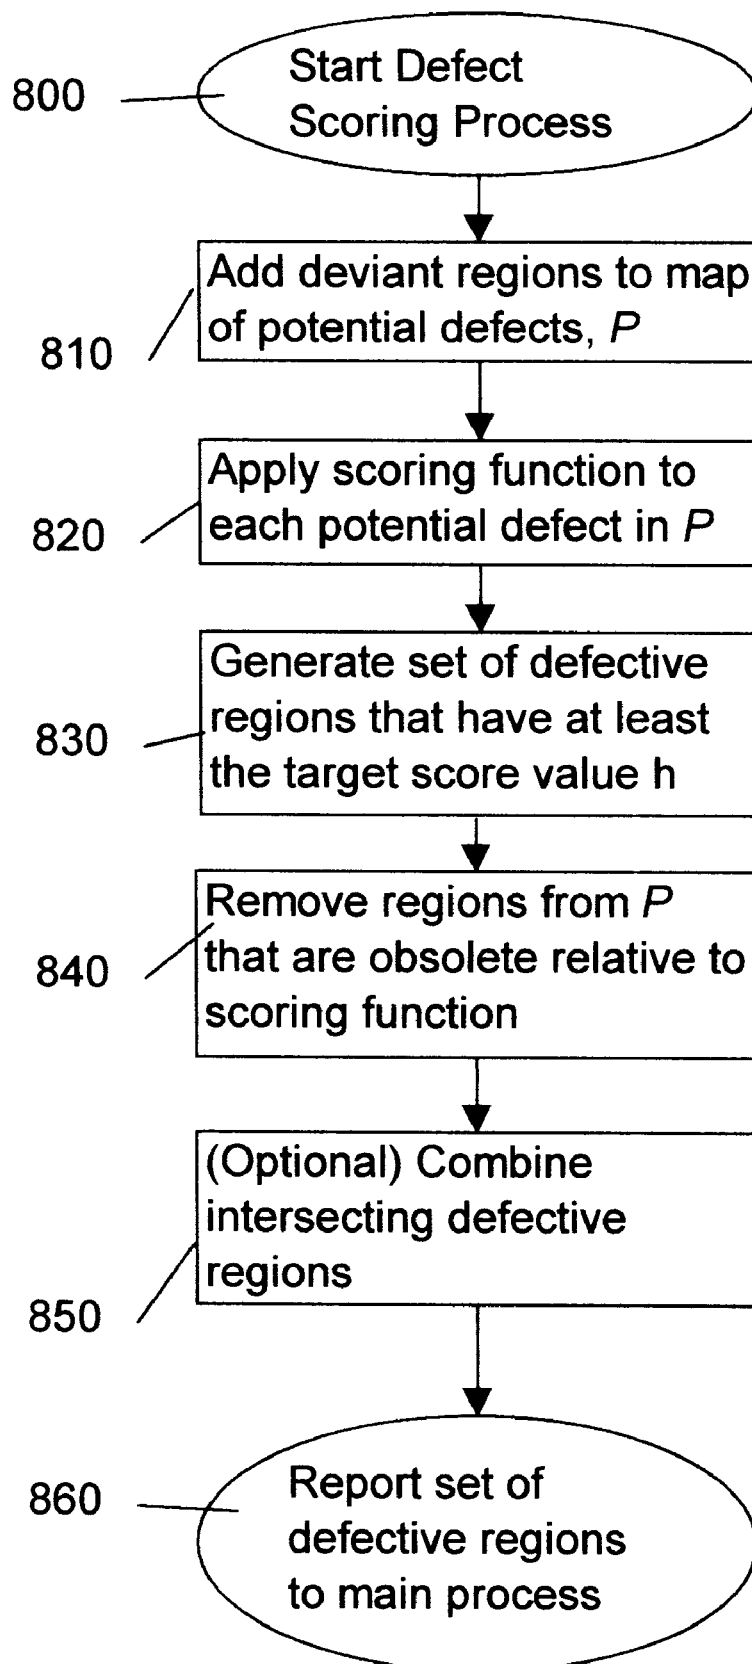 800
Start Defect
Scoring Process
810
Add deviant regions to map
of potential defects, P
820
Apply scoring function to
each potential defect in P
830
Generate set of defective
regions that have at least
the target score value h
840
Remove regions from P
that are obsolete relative to
scoring function
850
(Optional) Combine
intersecting defective
regions
860
Report set of
defective regions
to main process